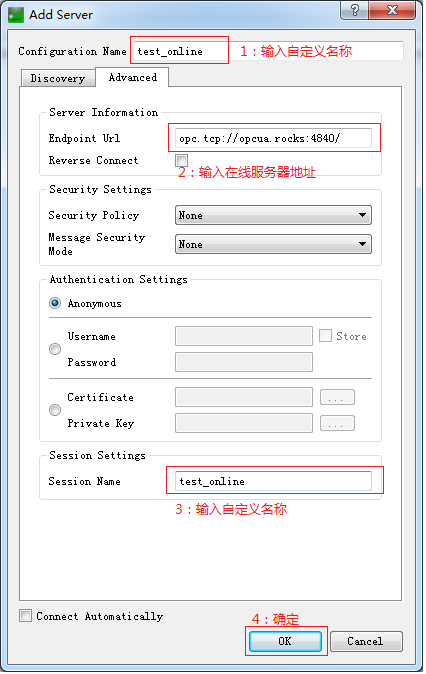 Add Server
Configuration Name test_online 1：输入自定义名称
Discovery Advanced
Server Information
Endpoint Url opc.tcp://opcua.rocks:4840/
Reverse Connect
2：输入在线服务器地址
Security Settings
Security Policy None
Message Security Mode None
Authentication Settings
Anonymous
Username Store
Password
Certificate ...
Private Key ...
Session Settings
Session Name test_online
3：输入自定义名称
Connect Automatically
4：确定
OK Cancel